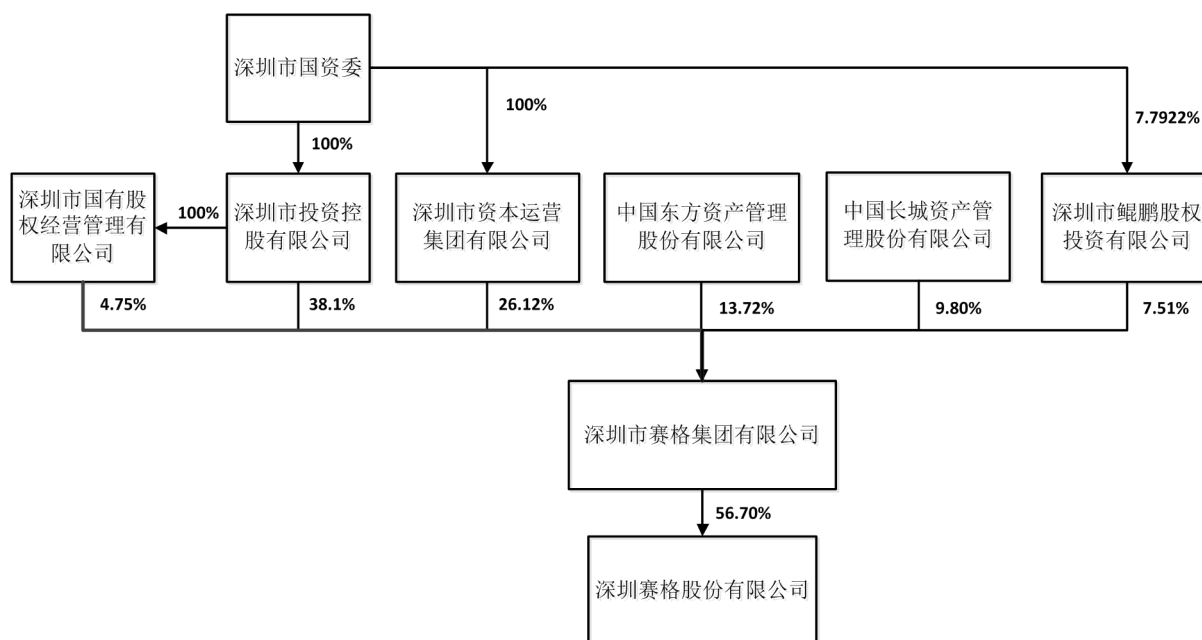 深圳市国资委
100%
100%
7.7922%
深圳市国有股
权经营管理有
限公司
100%
深圳市投资控
股有限公司
深圳市资本运营
集团有限公司
中国东方资产管理
股份有限公司
中国长城资产管
理股份有限公司
深圳市鲲鹏股权
投资有限公司
4.75%
38.1%
26.12%
13.72%
9.80%
7.51%
深圳市赛格集团有限公司
56.70%
深圳赛格股份有限公司